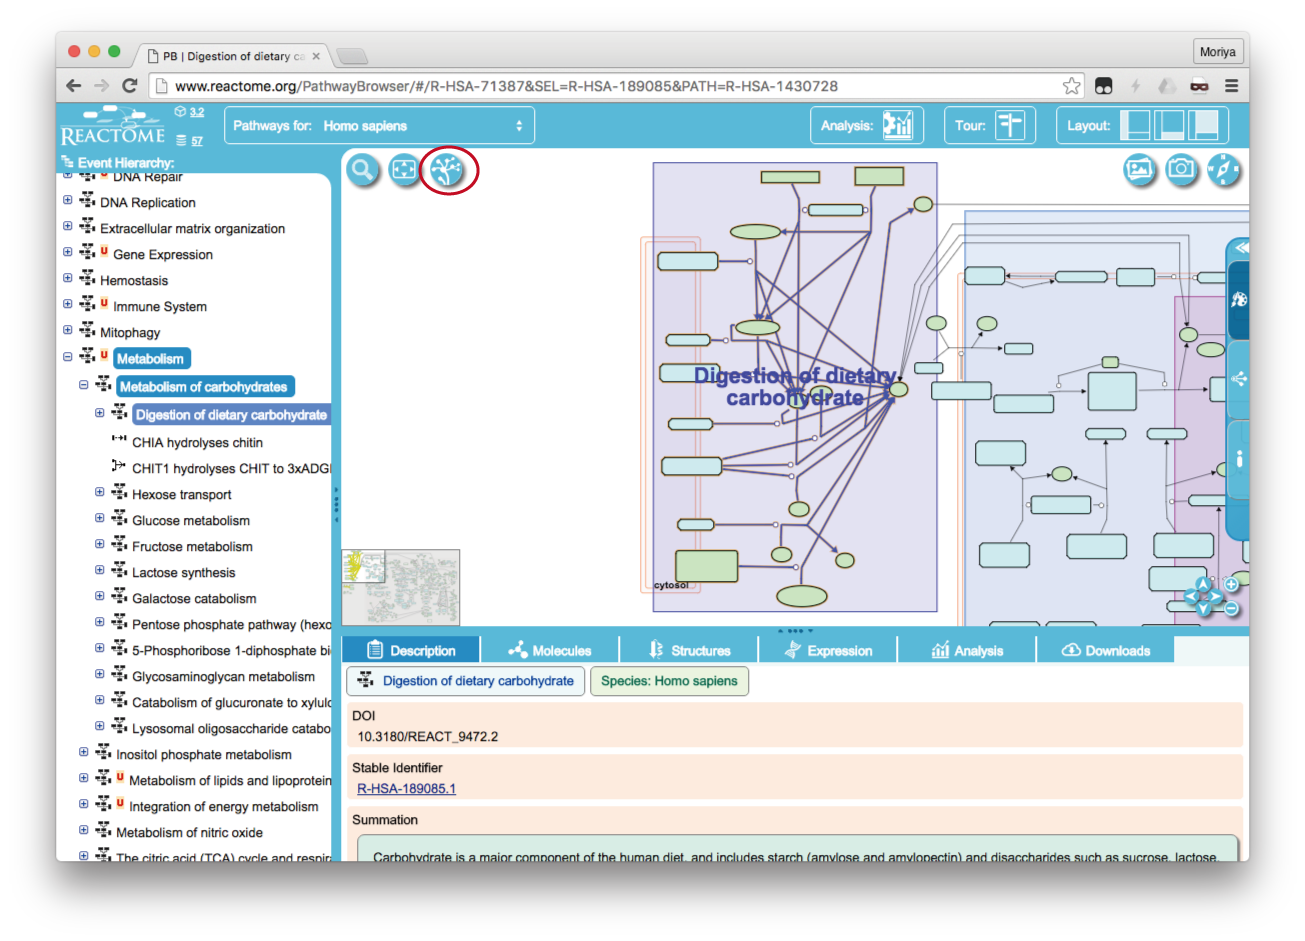 PB | Digestion of dietary ca
Moriya
www.reactome.org/PathwayBrowser/#/R-HSA-71387&SEL=R-HSA-189085&PATH=R-HSA-1430728
REACTOME
3.2
57
Pathways for: Homo sapiens
Analysis:
Tour:
Layout:
Event Hierarchy:
DNA Repair
DNA Replication
Extracellular matrix organization
U Gene Expression
Hemostasis
U Immune System
Mitophagy
U Metabolism
Metabolism of carbohydrates
Digestion of dietary carbohydrate
CHIA hydrolyses chitin
CHIT1 hydrolyses CHIT to 3xADG
Hexose transport
Glucose metabolism
Fructose metabolism
Lactose synthesis
Galactose catabolism
Pentose phosphate pathway (hexo
5-Phosphoribose 1-diphosphate bi
Glycosaminoglycan metabolism
Catabolism of glucuronate to xylulo
Lysosomal oligosaccharide catabo
Inositol phosphate metabolism
U Metabolism of lipids and lipoprotein
U Integration of energy metabolism
Metabolism of nitric oxide
The citric acid (TCA) cycle and respira
Digestion of dietary
carbohydrate
cytosol
Description
Molecules
Structures
Expression
Analysis
Downloads
Digestion of dietary carbohydrate
Species: Homo sapiens
DOI
10.3180/REACT_9472.2
Stable Identifier
R-HSA-189085.1
Summation
Carbohydrate is a major component of the human diet, and includes starch (amylose and amylopectin) and disaccharides such as sucrose, lactose,